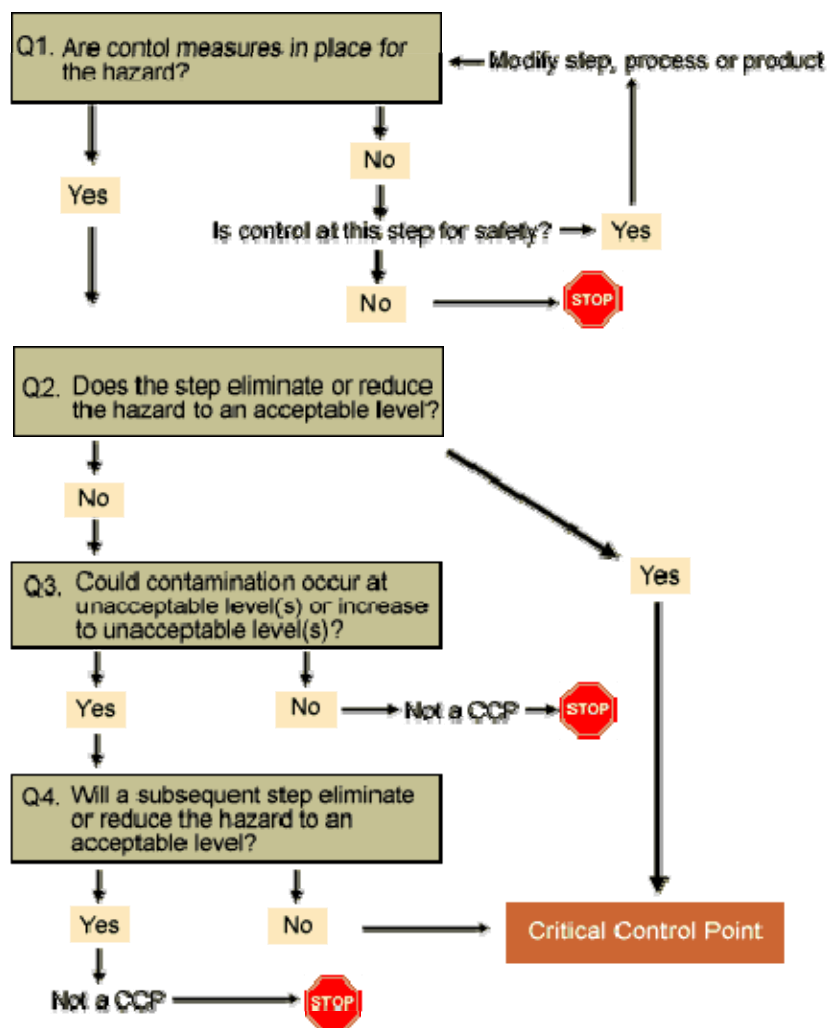 Q1. Are contol measures in place for
the hazard?
Modify step, process or product
No
Yes
Is control at this step for safety?
Yes
No
STOP
Q2. Does the step eliminate or reduce
the hazard to an acceptable level?
No
Yes
Q3. Could contamination occur at
unacceptable level(s) or increase
to unacceptable level(s)?
Yes
No
Not a CCP
STOP
Q4. Will a subsequent step eliminate
or reduce the hazard to an
acceptable level?
Yes
No
Critical Control Point
Not a CCP
STOP